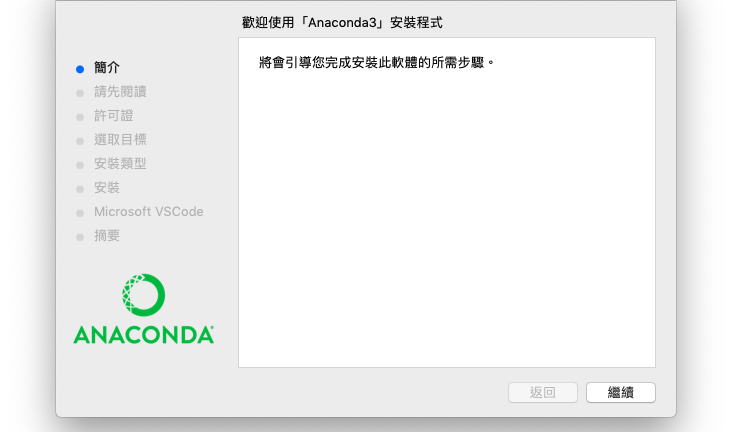 歡迎使用「Anaconda3」安裝程式
簡介
請先閱讀
許可證
選取目標
安裝類型
安裝
Microsoft VSCode
摘要
將會引導您完成安裝此軟體的所需步驟。
ANACONDA
返回
繼續